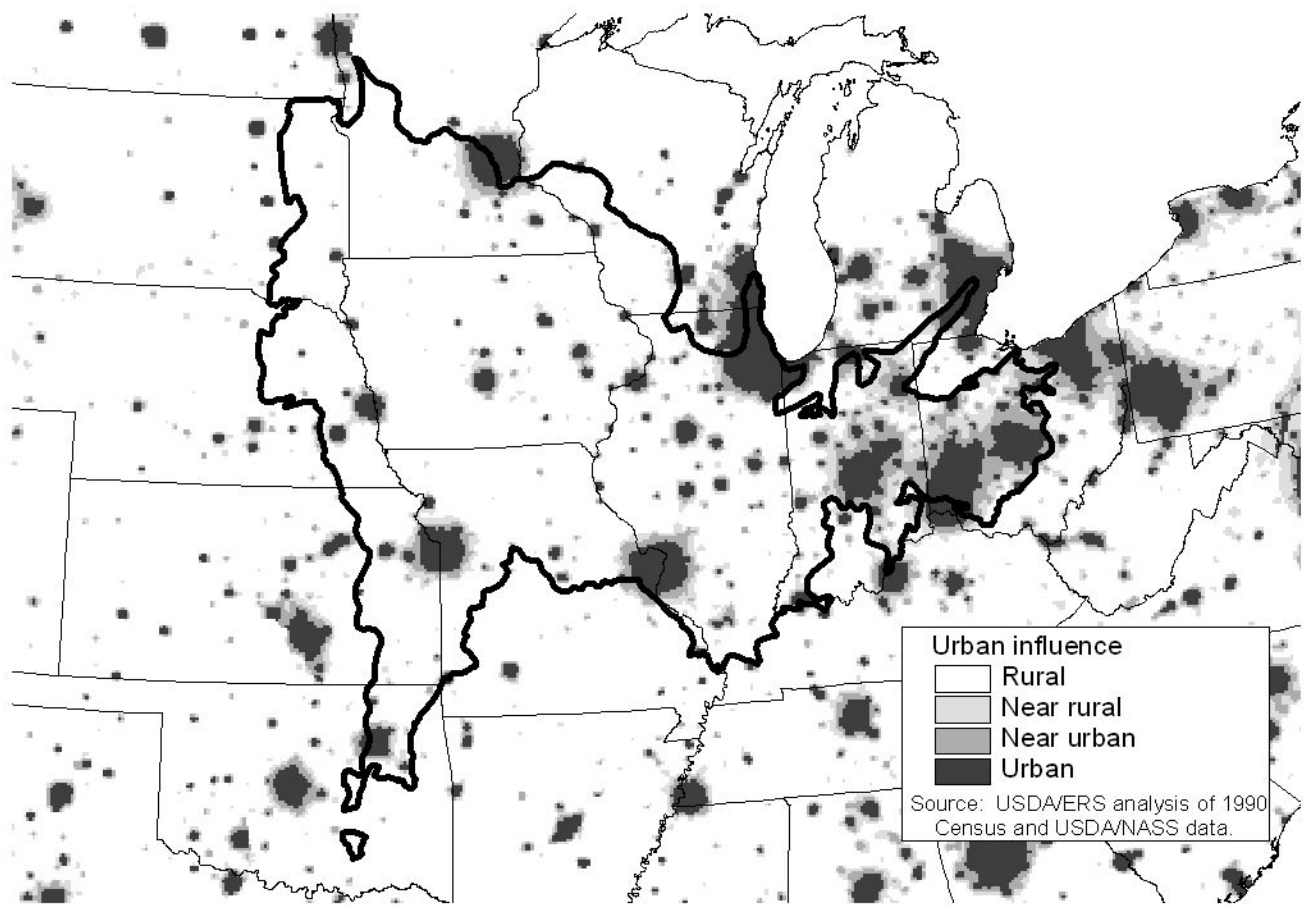 Urban influence
Rural
Near rural
Near urban
Urban
Source: USDA/ERS analysis of 1990
Census and USDA/NASS data.